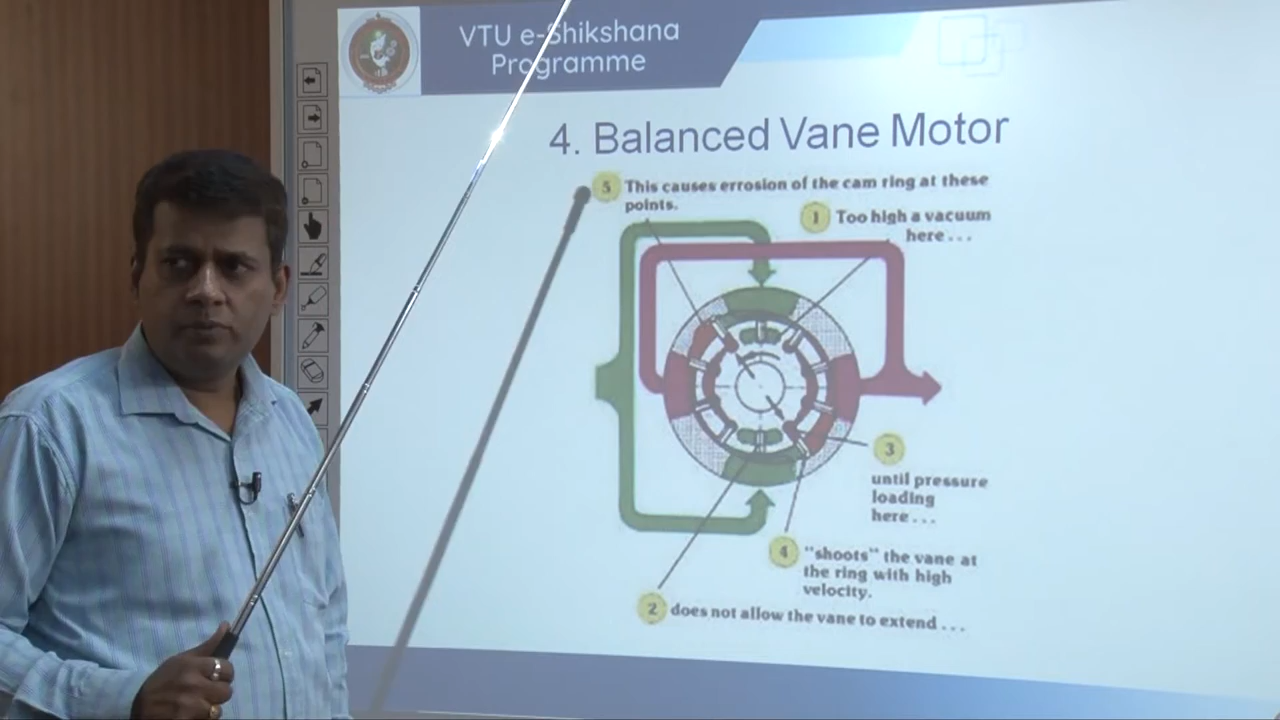 VTU e-Shikshana
Programme
4. Balanced Vane Motor
5 This causes errosion of the cam ring at these
points.
1 Too high a vacuum
here...
3
until pressure
loading
here...
4 "shoots" the vane at
the ring with high
velocity.
2 does not allow the vane to extend...